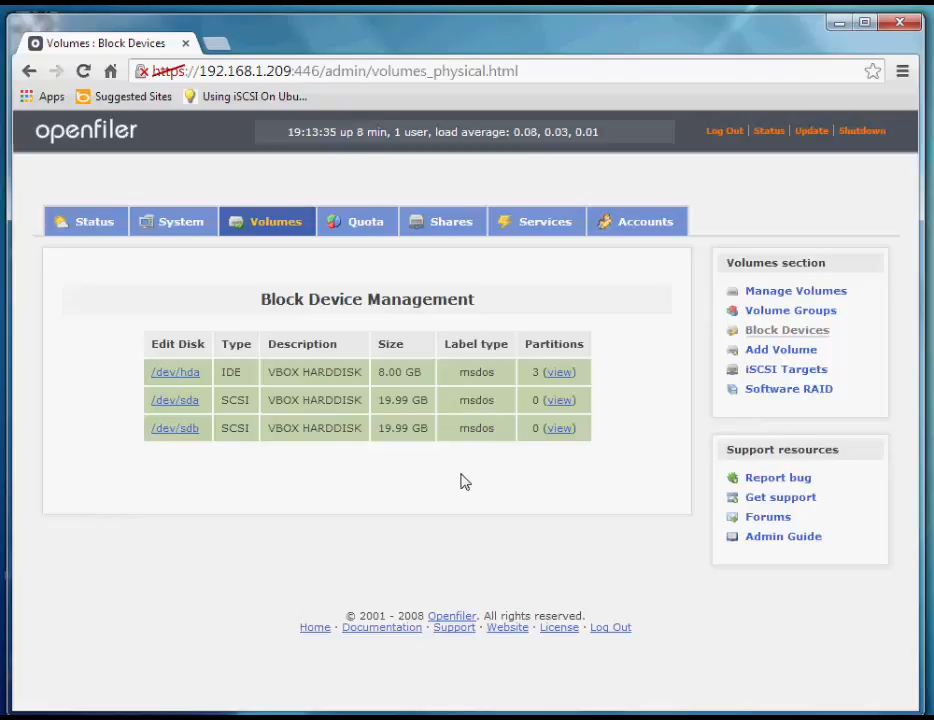 Volumes : Block Devices
https://192.168.1.209:446/admin/volumes_physical.html
Apps Suggested Sites Using iSCSI On Ubu...
openfiler 19:13:35 up 8 min, 1 user, load average: 0.08, 0.03, 0.01 Log Out | Status | Update | Shutdown
Status System Volumes Quota Shares Services Accounts
Block Device Management
Edit Disk Type Description Size Label type Partitions
/dev/hda IDE VBOX HARDDISK 8.00 GB msdos 3 (view)
/dev/sda SCSI VBOX HARDDISK 19.99 GB msdos 0 (view)
/dev/sdb SCSI VBOX HARDDISK 19.99 GB msdos 0 (view)
Volumes section
Manage Volumes
Volume Groups
Block Devices
Add Volume
iSCSI Targets
Software RAID
Support resources
Report bug
Get support
Forums
Admin Guide
© 2001 - 2008 Openfiler. All rights reserved.
Home · Documentation · Support · Website · License · Log Out